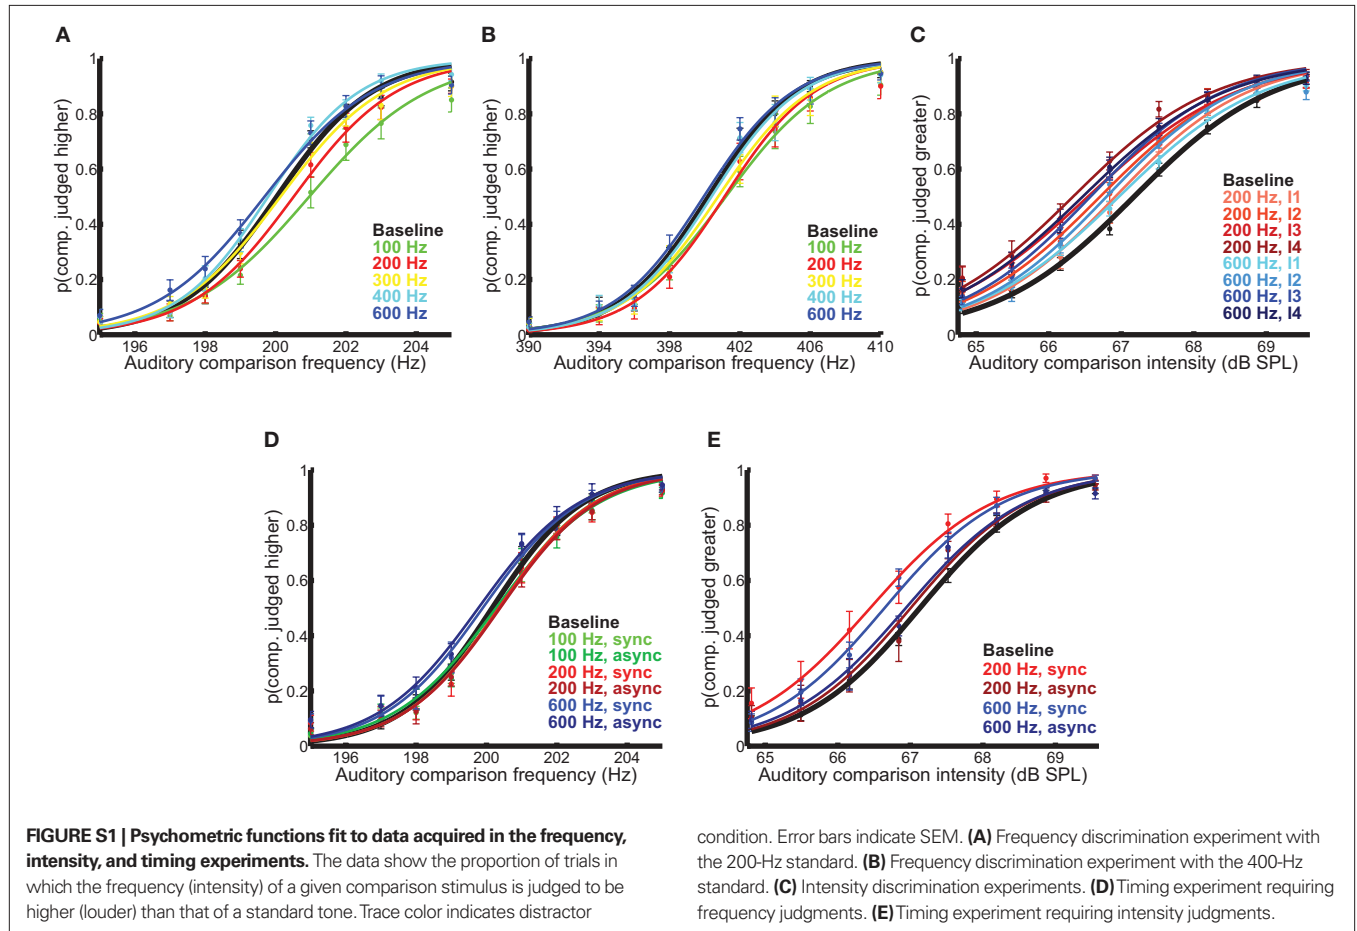 A
p(comp. judged higher)
1
0.8
0.6
0.4
0.2
0
196
198
200
202
204
Auditory comparison frequency (Hz)
Baseline
100 Hz
200 Hz
300 Hz
400 Hz
600 Hz
B
p(comp. judged higher)
1
0.8
0.6
0.4
0.2
0
390
394
398
402
406
410
Auditory comparison frequency (Hz)
Baseline
100 Hz
200 Hz
300 Hz
400 Hz
600 Hz
C
p(comp. judged greater)
1
0.8
0.6
0.4
0.2
0
65
66
67
68
69
Auditory comparison intensity (dB SPL)
Baseline
200 Hz, I1
200 Hz, I2
200 Hz, I3
200 Hz, I4
600 Hz, I1
600 Hz, I2
600 Hz, I3
600 Hz, I4
D
p(comp. judged higher)
1
0.8
0.6
0.4
0.2
0
196
198
200
202
204
Auditory comparison frequency (Hz)
Baseline
100 Hz, sync
100 Hz, async
200 Hz, sync
200 Hz, async
600 Hz, sync
600 Hz, async
E
p(comp. judged greater)
1
0.8
0.6
0.4
0.2
0
65
66
67
68
69
Auditory comparison intensity (dB SPL)
Baseline
200 Hz, sync
200 Hz, async
600 Hz, sync
600 Hz, async
FIGURE S1 | Psychometric functions fit to data acquired in the frequency,
intensity, and timing experiments. The data show the proportion of trials in
which the frequency (intensity) of a given comparison stimulus is judged to be
higher (louder) than that of a standard tone. Trace color indicates distractor
condition. Error bars indicate SEM. (A) Frequency discrimination experiment with
the 200-Hz standard. (B) Frequency discrimination experiment with the 400-Hz
standard. (C) Intensity discrimination experiments. (D) Timing experiment requiring
frequency judgments. (E) Timing experiment requiring intensity judgments.